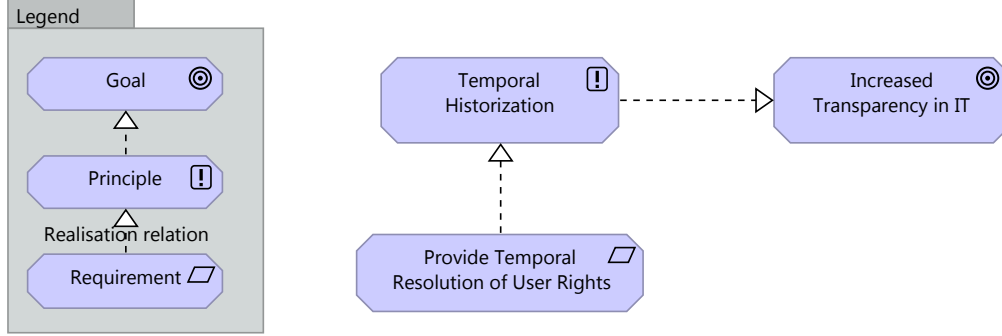 Legend
Goal
Principle
Realisation relation
Requirement
Temporal
Historization
Increased
Transparency in IT
Provide Temporal
Resolution of User Rights